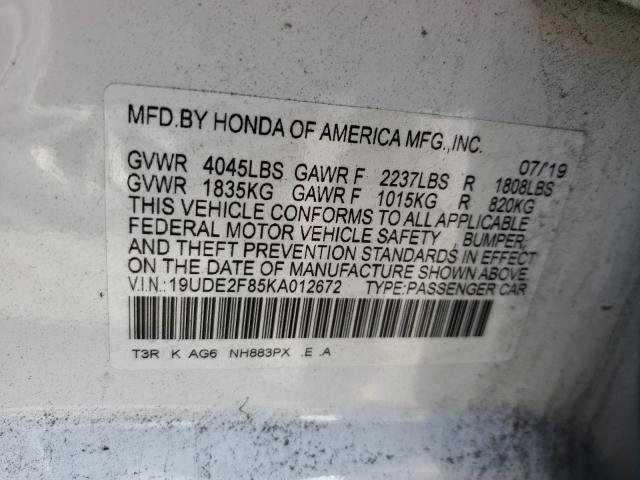 MFD.BY HONDA OF AMERICA MFG.,INC.
07/19
GVWR 4045LBS GAWR F 2237LBS R 1808LBS
GVWR 1835KG GAWR F 1015KG R 820KG
THIS VEHICLE CONFORMS TO ALL APPLICABLE
FEDERAL MOTOR VEHICLE SAFETY , BUMPER,
AND THEFT PREVENTION STANDARDS IN EFFECT
ON THE DATE OF MANUFACTURE SHOWN ABOVE.
V.I.N.:19UDE2F85KA012672 TYPE:PASSENGER CAR
T3R K AG6 NH883PX .E .A